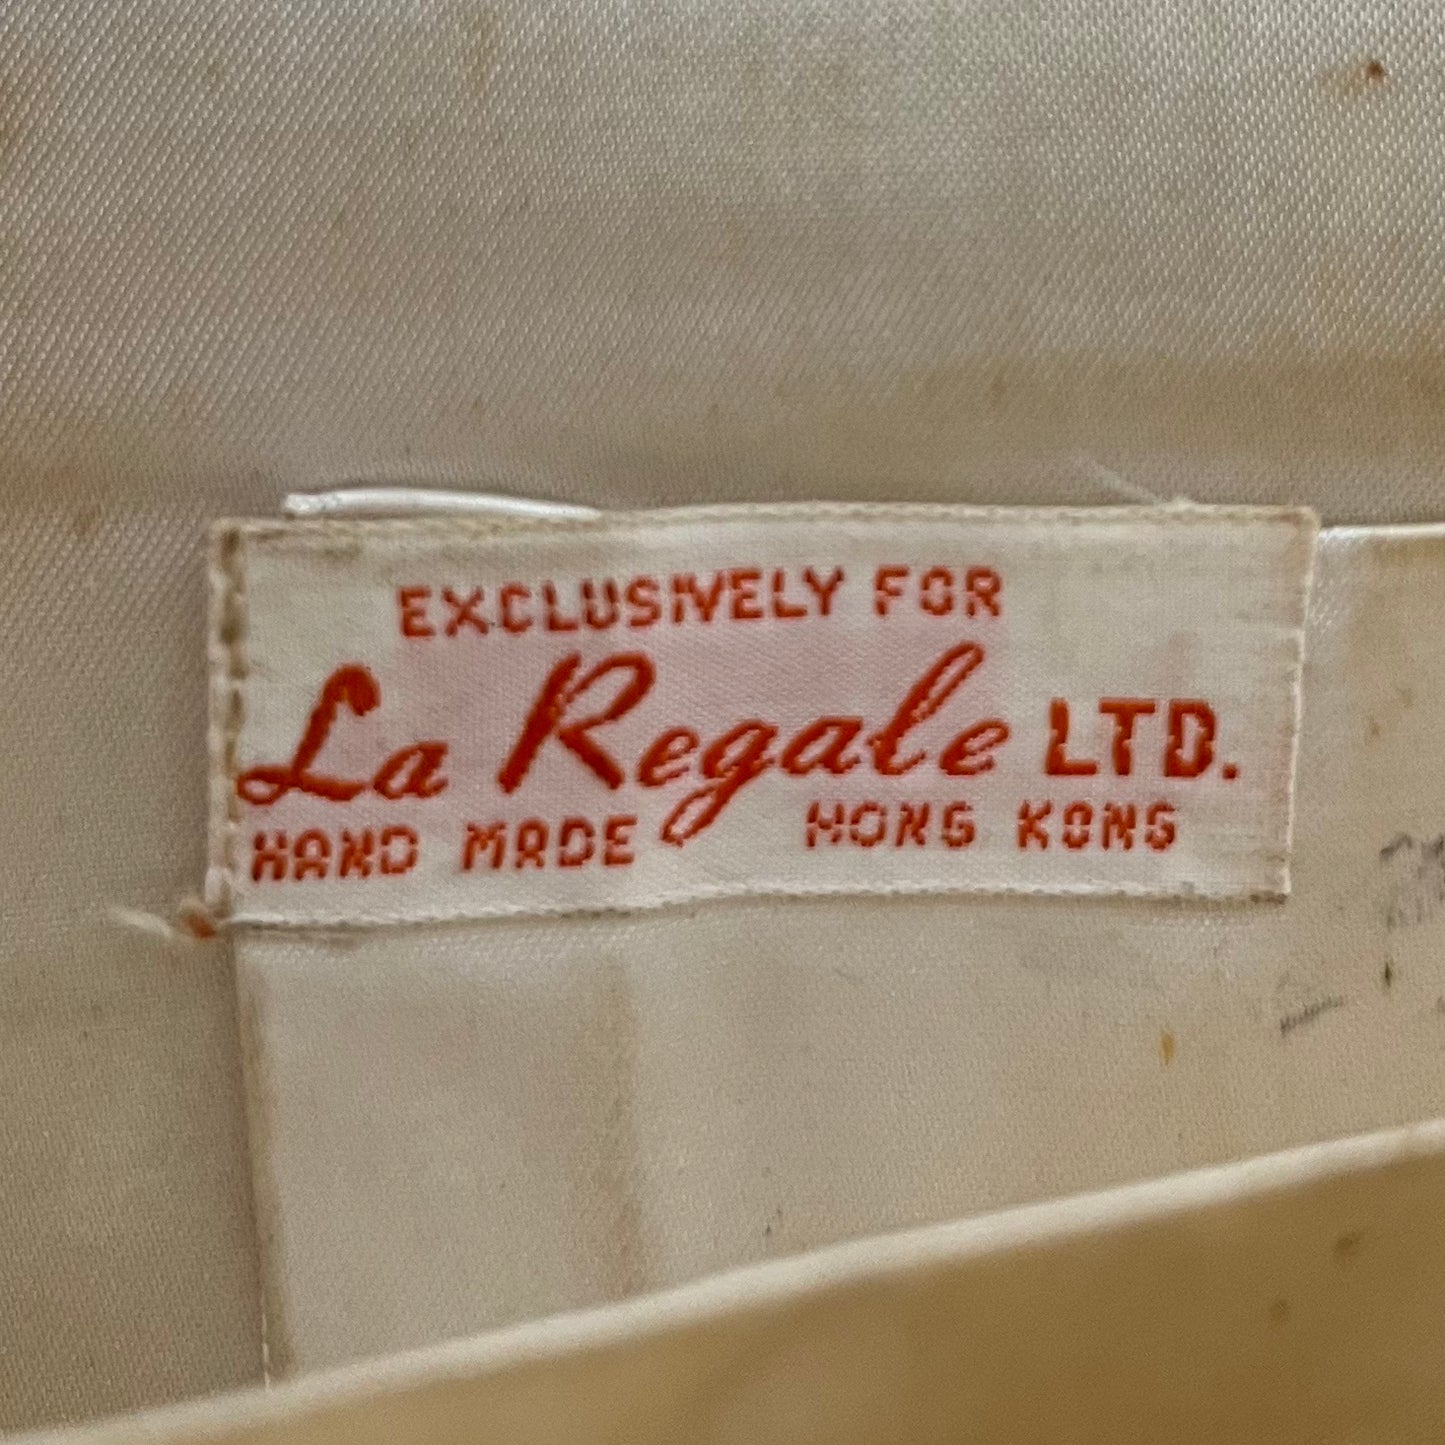 EXCLUSIVELY FOR
La Regale LTD.
HAND MADE HONG KONG